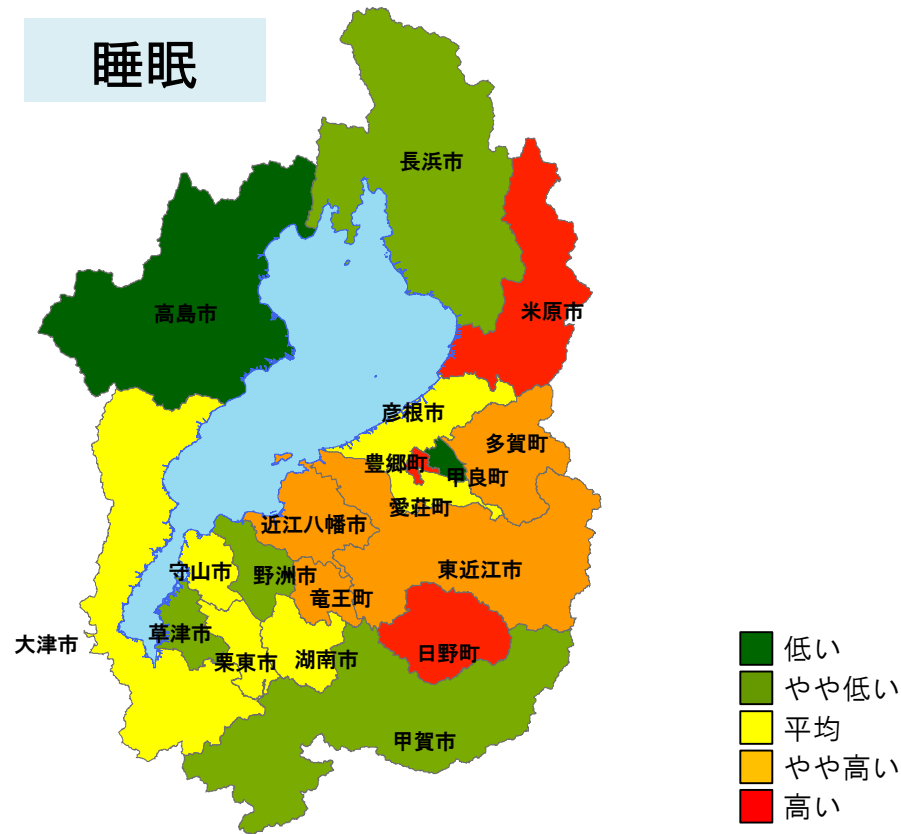 睡眠
長浜市
米原市
高島市
彦根市
多賀町
豊郷町
甲良町
愛荘町
近江八幡市
東近江市
守山市
野洲市
竜王町
草津市
大津市
栗東市
湖南市
日野町
甲賀市
低い
やや低い
平均
やや高い
高い